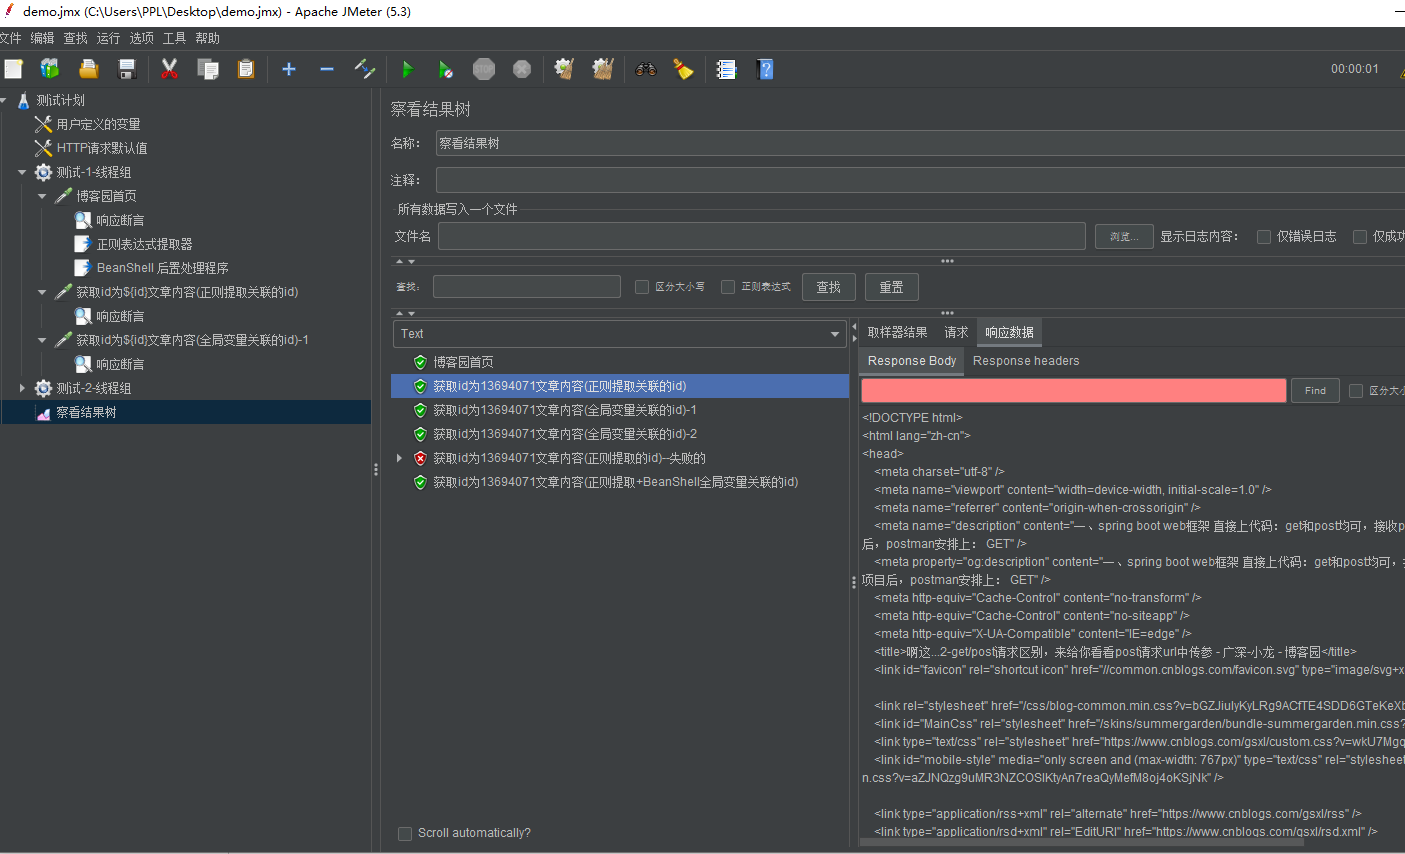 demo.jmx (C:\Users\PPL\Desktop\demo.jmx) - Apache JMeter (5.3)
文件 编辑 查找 运行 选项 工具 帮助
STOP
00:00:01
测试计划
用户定义的变量
HTTP请求默认值
测试-1-线程组
博客园首页
响应断言
正则表达式提取器
BeanShell 后置处理程序
获取id为${id}文章内容(正则提取关联的id)
响应断言
获取id为${id}文章内容(全局变量关联的id)-1
响应断言
测试-2-线程组
察看结果树
察看结果树
名称： 察看结果树
注释：
所有数据写入一个文件
文件名 浏览... 显示日志内容： 仅错误日志 仅成功
查找: 区分大小写 正则表达式 查找 重置
Text
博客园首页
获取id为13694071文章内容(正则提取关联的id)
获取id为13694071文章内容(全局变量关联的id)-1
获取id为13694071文章内容(全局变量关联的id)-2
获取id为13694071文章内容(正则提取的id)--失败的
获取id为13694071文章内容(正则提取+BeanShell全局变量关联的id)
Scroll automatically?
取样器结果 请求 响应数据
Response Body Response headers
Find 区分大小
<!DOCTYPE html>
<html lang="zh-cn">
<head>
<meta charset="utf-8" />
<meta name="viewport" content="width=device-width, initial-scale=1.0" />
<meta name="referrer" content="origin-when-crossorigin" />
<meta name="description" content="一、spring boot web框架 直接上代码：get和post均可，接收p
后，postman安排上： GET" />
<meta property="og:description" content="一、spring boot web框架 直接上代码：get和post均可，
项目后，postman安排上： GET" />
<meta http-equiv="Cache-Control" content="no-transform" />
<meta http-equiv="Cache-Control" content="no-siteapp" />
<meta http-equiv="X-UA-Compatible" content="IE=edge" />
<title>啊这...2-get/post请求区别，来给你看看post请求url中传参 - 广深-小龙 - 博客园</title>
<link id="favicon" rel="shortcut icon" href="//common.cnblogs.com/favicon.svg" type="image/svg+x
<link rel="stylesheet" href="/css/blog-common.min.css?v=bGZJiulyKyLRg9ACfTE4SDD6GTeKeXb
<link id="MainCss" rel="stylesheet" href="/skins/summergarden/bundle-summergarden.min.css?
<link type="text/css" rel="stylesheet" href="https://www.cnblogs.com/gsxl/custom.css?v=wkU7Mgq
<link id="mobile-style" media="only screen and (max-width: 767px)" type="text/css" rel="stylesheet
n.css?v=aZJNQzg9uMR3NZCOSlKtyAn7reaQyMefM8oj4oKSjNk" />
<link type="application/rss+xml" rel="alternate" href="https://www.cnblogs.com/gsxl/rss" />
<link type="application/rsd+xml" rel="EditURI" href="https://www.cnblogs.com/gsxl/rsd.xml" />